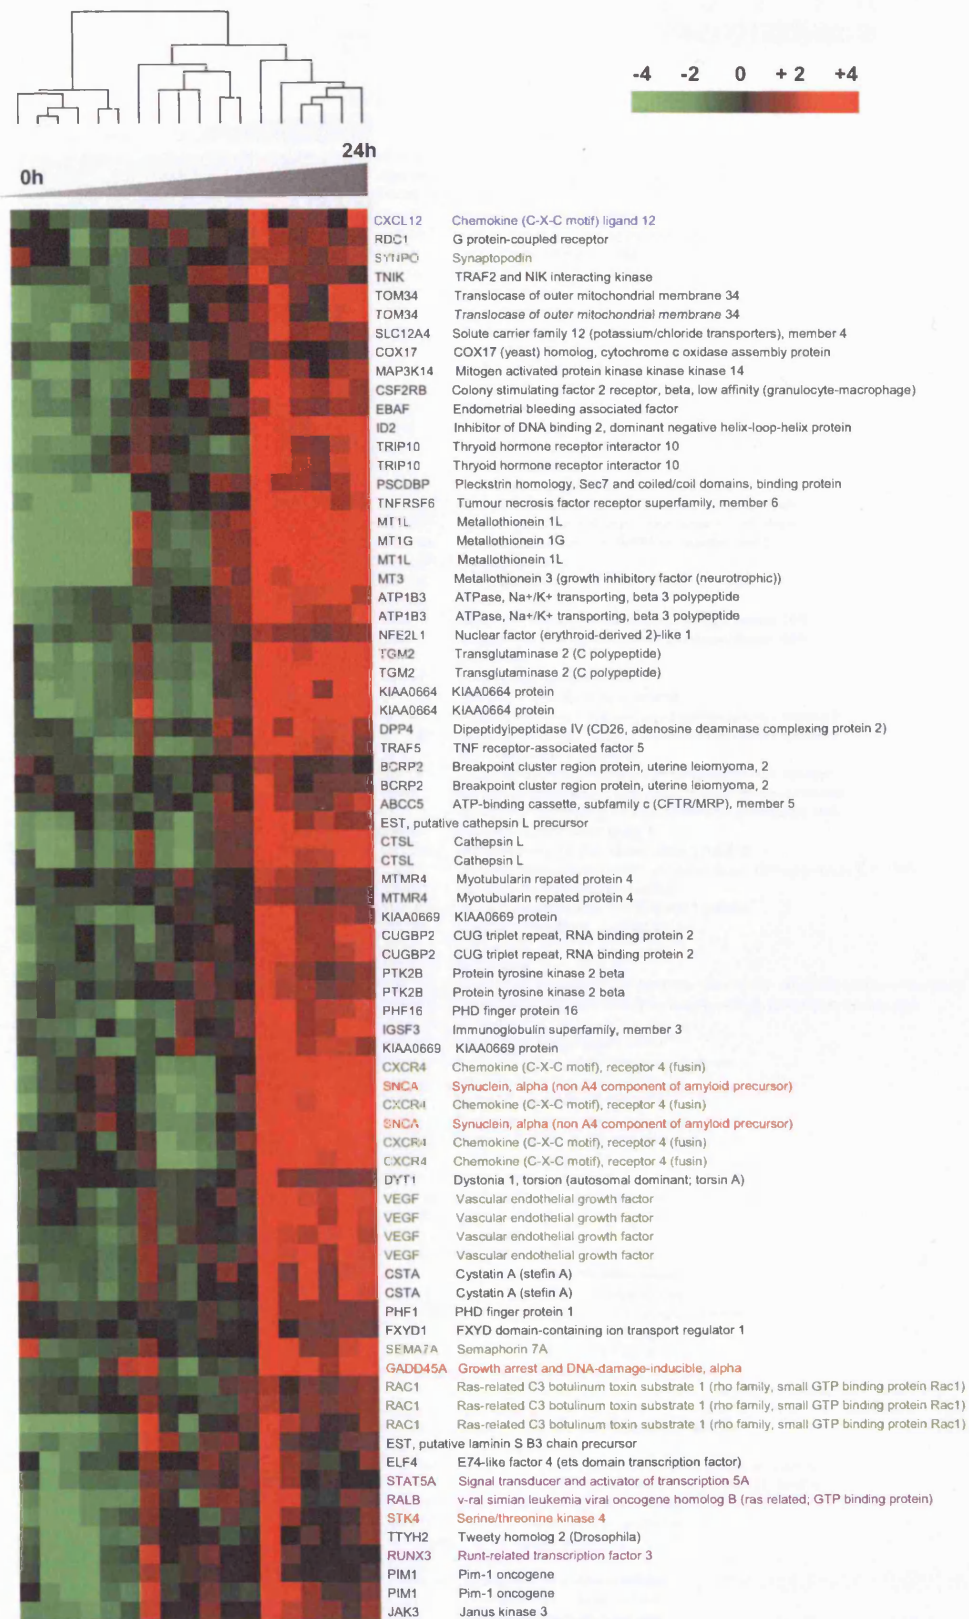 -4 -2 0 + 2 +4
24h
0h
CXCL12 Chemokine (C-X-C motif) ligand 12
RDC1 G protein-coupled receptor
SYNPO Synaptopodin
TNIK TRAF2 and NIK interacting kinase
TOM34 Translocase of outer mitochondrial membrane 34
TOM34 Translocase of outer mitochondrial membrane 34
SLC12A4 Solute carrier family 12 (potassium/chloride transporters), member 4
COX17 COX17 (yeast) homolog, cytochrome c oxidase assembly protein
MAP3K14 Mitogen activated protein kinase kinase kinase 14
CSF2RB Colony stimulating factor 2 receptor, beta, low affinity (granulocyte-macrophage)
EBAF Endometrial bleeding associated factor
ID2 Inhibitor of DNA binding 2, dominant negative helix-loop-helix protein
TRIP10 Thryoid hormone receptor interactor 10
TRIP10 Thryoid hormone receptor interactor 10
PSCDBP Pleckstrin homology, Sec7 and coiled/coil domains, binding protein
TNFRSF6 Tumour necrosis factor receptor superfamily, member 6
MT1L Metallothionein 1L
MT1G Metallothionein 1G
MT1L Metallothionein 1L
MT3 Metallothionein 3 (growth inhibitory factor (neurotrophic))
ATP1B3 ATPase, Na+/K+ transporting, beta 3 polypeptide
ATP1B3 ATPase, Na+/K+ transporting, beta 3 polypeptide
NFE2L1 Nuclear factor (erythroid-derived 2)-like 1
TGM2 Transglutaminase 2 (C polypeptide)
TGM2 Transglutaminase 2 (C polypeptide)
KIAA0664 KIAA0664 protein
KIAA0664 KIAA0664 protein
DPP4 Dipeptidylpeptidase IV (CD26, adenosine deaminase complexing protein 2)
TRAF5 TNF receptor-associated factor 5
BCRP2 Breakpoint cluster region protein, uterine leiomyoma, 2
BCRP2 Breakpoint cluster region protein, uterine leiomyoma, 2
ABCC5 ATP-binding cassette, subfamily c (CFTR/MRP), member 5
EST, putative cathepsin L precursor
CTSL Cathepsin L
CTSL Cathepsin L
MTMR4 Myotubularin repated protein 4
MTMR4 Myotubularin repated protein 4
KIAA0669 KIAA0669 protein
CUGBP2 CUG triplet repeat, RNA binding protein 2
CUGBP2 CUG triplet repeat, RNA binding protein 2
PTK2B Protein tyrosine kinase 2 beta
PTK2B Protein tyrosine kinase 2 beta
PHF16 PHD finger protein 16
IGSF3 Immunoglobulin superfamily, member 3
KIAA0669 KIAA0669 protein
CXCR4 Chemokine (C-X-C motif), receptor 4 (fusin)
SNCA Synuclein, alpha (non A4 component of amyloid precursor)
CXCR4 Chemokine (C-X-C motif), receptor 4 (fusin)
SNCA Synuclein, alpha (non A4 component of amyloid precursor)
CXCR4 Chemokine (C-X-C motif), receptor 4 (fusin)
CXCR4 Chemokine (C-X-C motif), receptor 4 (fusin)
DYT1 Dystonia 1, torsion (autosomal dominant; torsin A)
VEGF Vascular endothelial growth factor
VEGF Vascular endothelial growth factor
VEGF Vascular endothelial growth factor
VEGF Vascular endothelial growth factor
CSTA Cystatin A (stefin A)
CSTA Cystatin A (stefin A)
PHF1 PHD finger protein 1
FXYD1 FXYD domain-containing ion transport regulator 1
SEMA7A Semaphorin 7A
GADD45A Growth arrest and DNA-damage-inducible, alpha
RAC1 Ras-related C3 botulinum toxin substrate 1 (rho family, small GTP binding protein Rac1)
RAC1 Ras-related C3 botulinum toxin substrate 1 (rho family, small GTP binding protein Rac1)
RAC1 Ras-related C3 botulinum toxin substrate 1 (rho family, small GTP binding protein Rac1)
EST, putative laminin S B3 chain precursor
ELF4 E74-like factor 4 (ets domain transcription factor)
STAT5A Signal transducer and activator of transcription 5A
RALB v-ral simian leukemia viral oncogene homolog B (ras related; GTP binding protein)
STK4 Serine/threonine kinase 4
TTYH2 Tweety homolog 2 (Drosophila)
RUNX3 Runt-related transcription factor 3
PIM1 Pim-1 oncogene
PIM1 Pim-1 oncogene
JAK3 Janus kinase 3